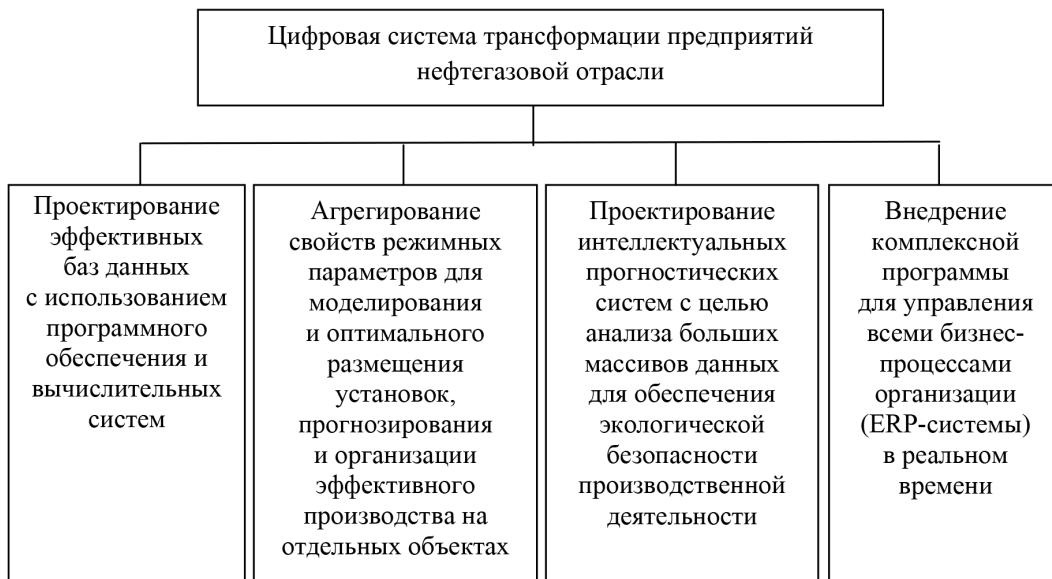 Цифровая система трансформации предприятий
нефтегазовой отрасли
Проектирование
эффективных
баз данных
с использованием
программного
обеспечения и
вычислительных
систем
Агрегирование
свойств режимных
параметров для
моделирования
и оптимального
размещения
установок,
прогнозирования
и организации
эффективного
производства на
отдельных объектах
Проектирование
интеллектуальных
прогностических
систем с целью
анализа больших
массивов данных
для обеспечения
экологической
безопасности
производственной
деятельности
Внедрение
комплексной
программы
для управления
всеми бизнес-
процессами
организации
(ERP-системы)
в реальном
времени